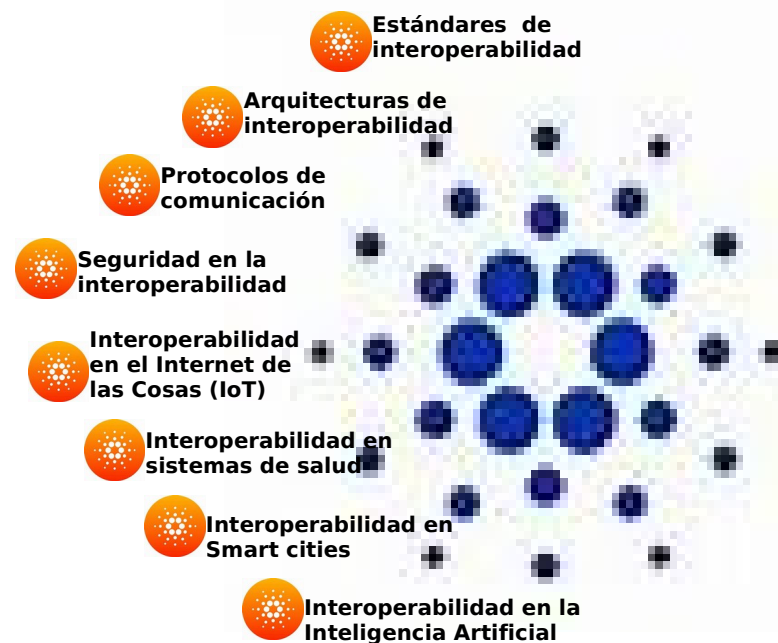 Estándares de
interoperabilidad
Arquitecturas de
interoperabilidad
Protocolos de
comunicación
Seguridad en la
interoperabilidad
Interoperabilidad
en el Internet de
las Cosas (IoT)
Interoperabilidad en
sistemas de salud
Interoperabilidad en
Smart cities
Interoperabilidad en la
Inteligencia Artificial